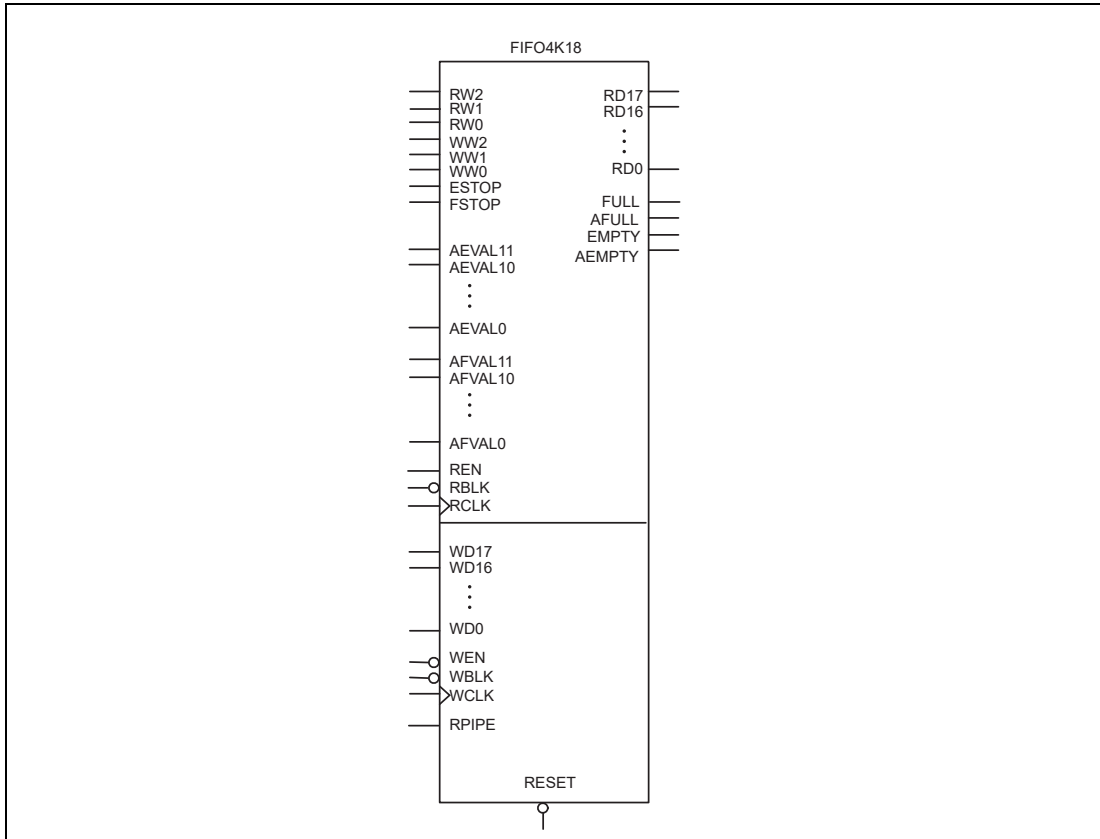 FIFO4K18
RW2
RW1
RW0
WW2
WW1
WW0
ESTOP
FSTOP
AEVAL11
AEVAL10
AEVAL0
AFVAL11
AFVAL10
AFVAL0
REN
RBLK
RCLK
WD17
WD16
WD0
WEN
WBLK
WCLK
RPIPE
RD17
RD16
RD0
FULL
AFULL
EMPTY
AEMPTY
RESET